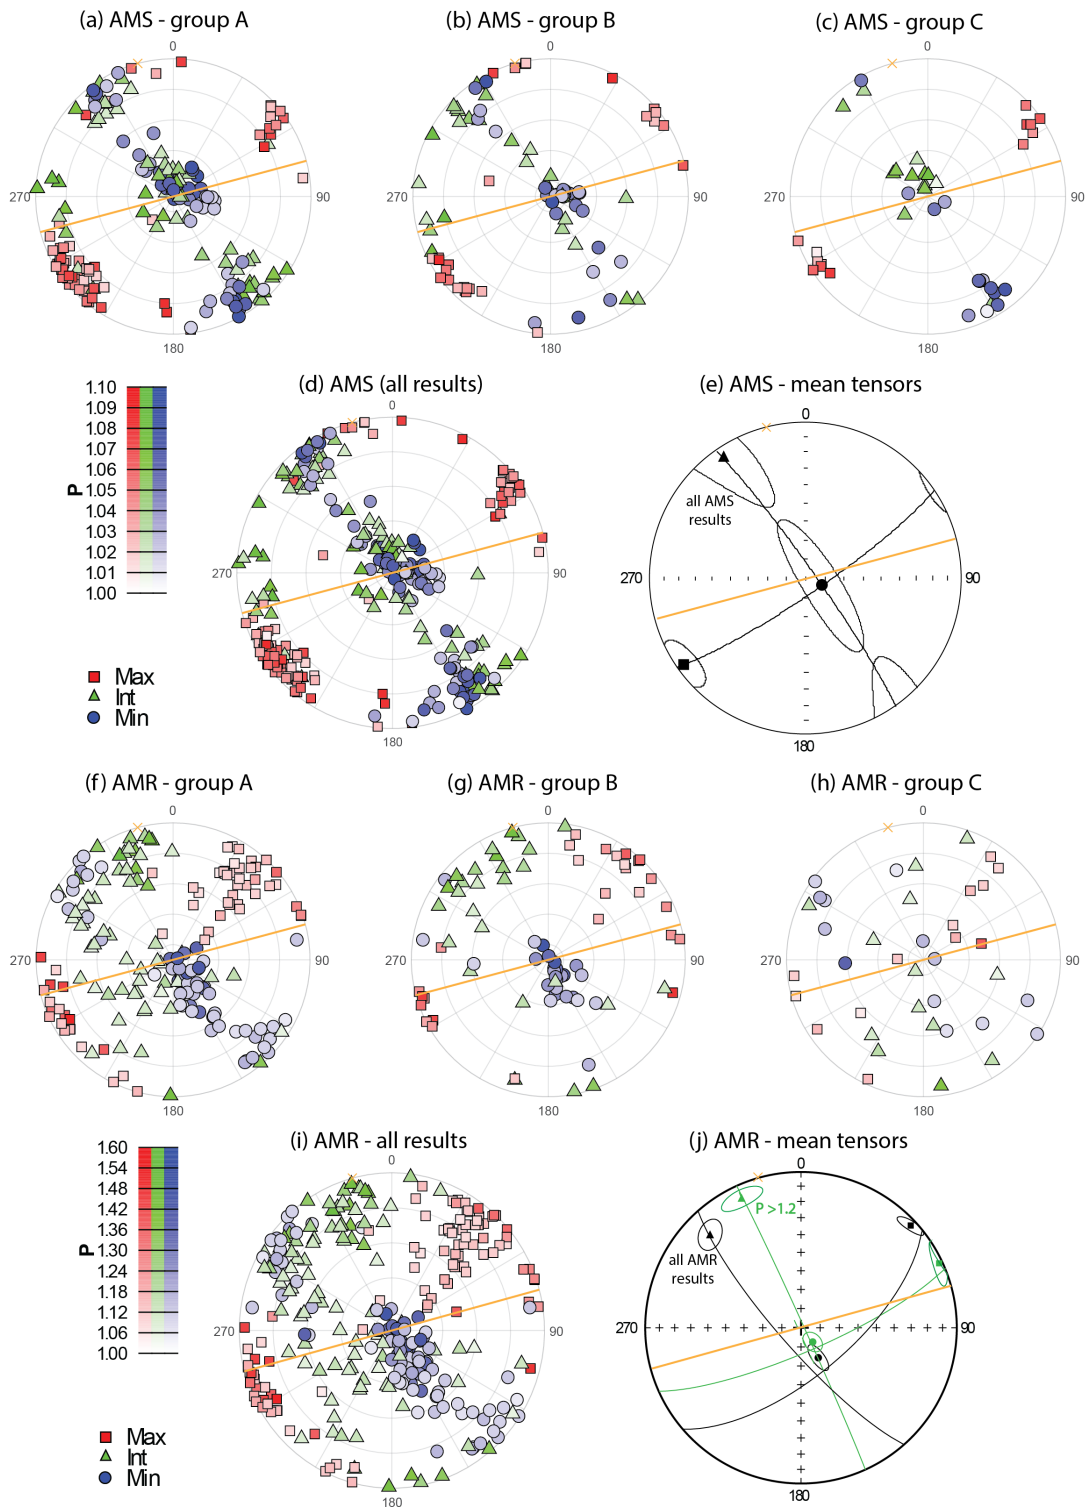 (a) AMS - group A
(b) AMS - group B
(c) AMS - group C
0
0
0
270
90
270
90
270
90
180
180
180
(d) AMS (all results)
(e) AMS - mean tensors
1.10
1.09
1.08
1.07
1.06
1.05
1.04
1.03
1.02
1.01
1.00
P
Max
Int
Min
0
270
90
180
0
all AMS
results
270
90
180
(f) AMR - group A
(g) AMR - group B
(h) AMR - group C
0
0
0
270
90
270
90
270
90
180
180
180
(i) AMR - all results
(j) AMR - mean tensors
1.60
1.54
1.48
1.42
1.36
1.30
1.24
1.18
1.12
1.06
1.00
P
Max
Int
Min
0
270
90
180
0
P >1.2
all AMR
results
270
90
180